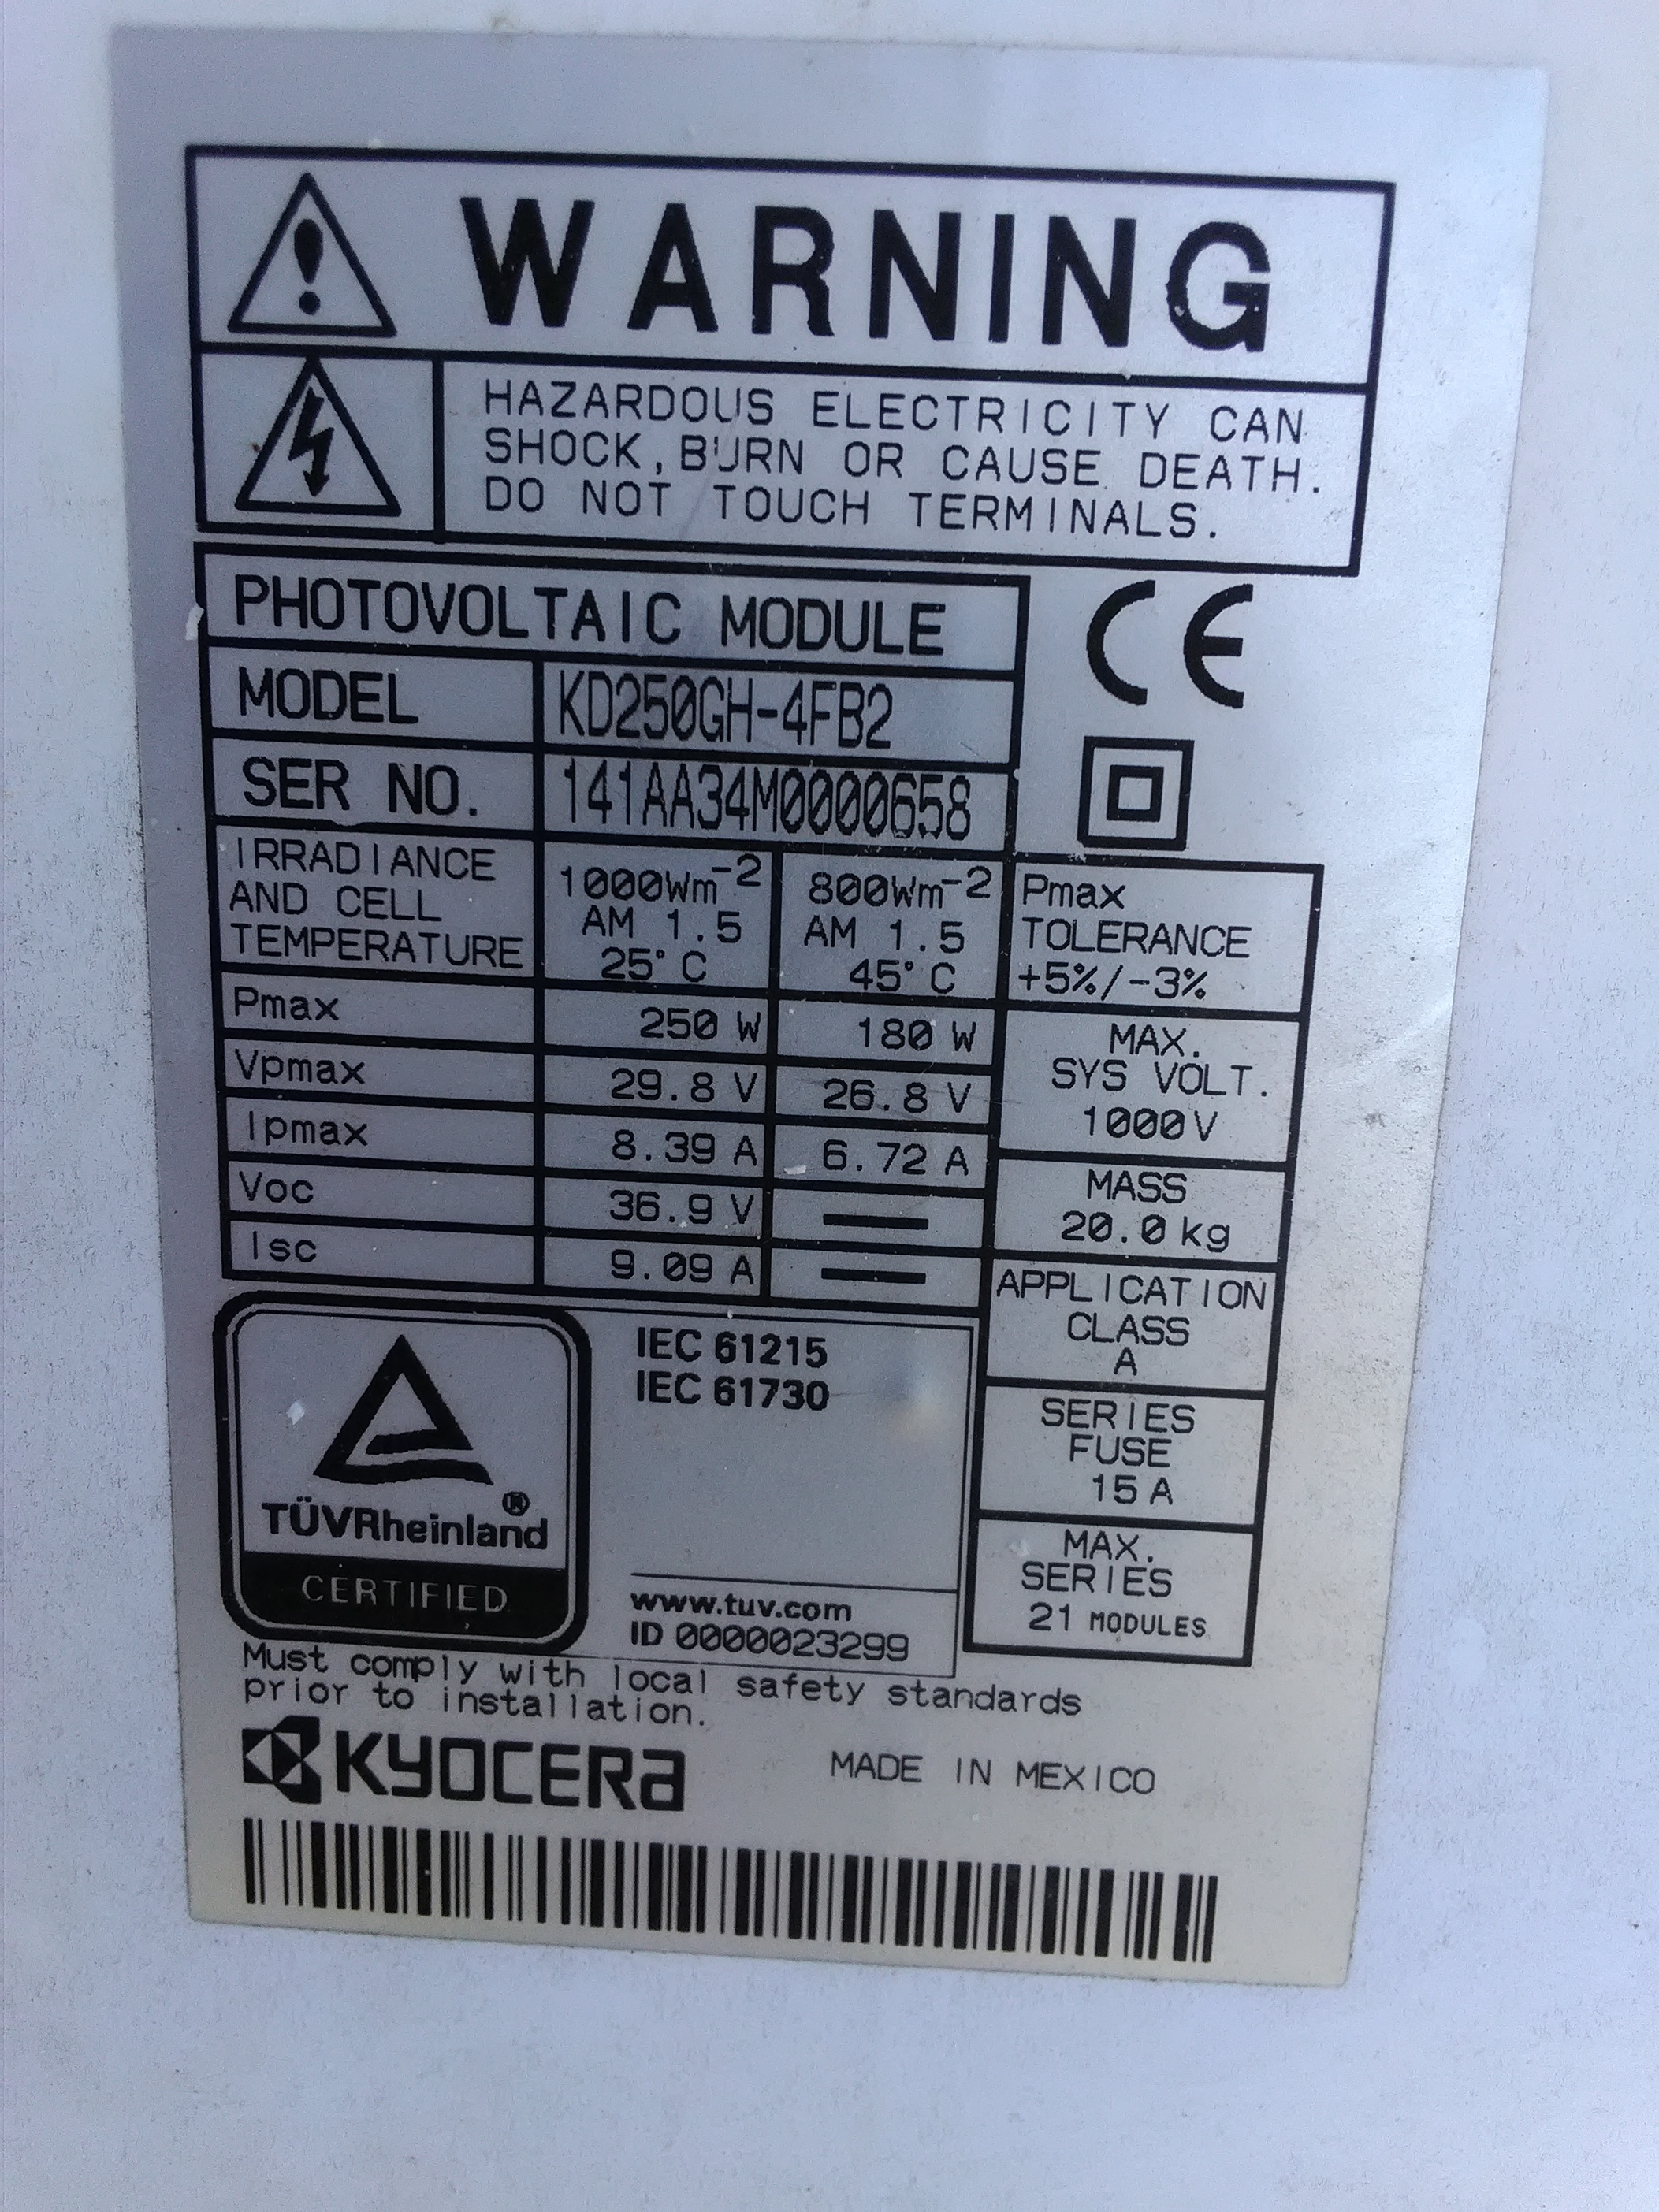 WARNING
HAZARDOUS ELECTRICITY CAN
SHOCK, BURN OR CAUSE DEATH.
DO NOT TOUCH TERMINALS.
PHOTOVOLTAIC MODULE
CE
MODEL KD250GH-4FB2
SER NO. 141AA34M0000658
IRRADIANCE
AND CELL
TEMPERATURE
1000Wm⁻²
AM 1.5
25°C
800Wm⁻²
AM 1.5
45°C
Pmax
TOLERANCE
+5%/-3%
Pmax 250 W 180 W
Vpmax 29.8 V 26.8 V
Ipmax 8.39 A 6.72 A
Voc 36.9 V —
Isc 9.09 A —
MAX.
SYS VOLT.
1000V
MASS
20.0 kg
APPLICATION
CLASS
A
SERIES
FUSE
15 A
MAX.
SERIES
21 MODULES
TÜVRheinland®
CERTIFIED
IEC 61215
IEC 61730
www.tuv.com
ID 0000023299
Must comply with local safety standards
prior to installation.
KYOCERA MADE IN MEXICO